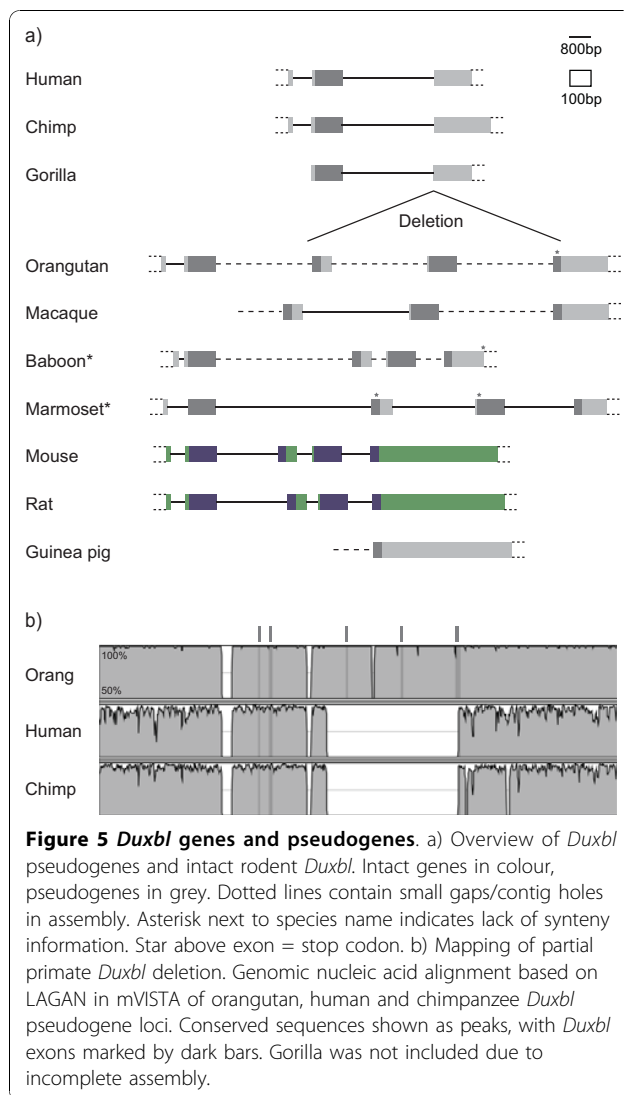 a)
800bp
100bp
Human
Chimp
Gorilla
Deletion
Orangutan
*
Macaque
Baboon*
*
Marmoset*
* *
Mouse
Rat
Guinea pig
b)
100%
50%
Orang
Human
Chimp
Figure 5 Duxbl genes and pseudogenes. a) Overview of Duxbl
pseudogenes and intact rodent Duxbl. Intact genes in colour,
pseudogenes in grey. Dotted lines contain small gaps/contig holes
in assembly. Asterisk next to species name indicates lack of synteny
information. Star above exon = stop codon. b) Mapping of partial
primate Duxbl deletion. Genomic nucleic acid alignment based on
LAGAN in mVISTA of orangutan, human and chimpanzee Duxbl
pseudogene loci. Conserved sequences shown as peaks, with Duxbl
exons marked by dark bars. Gorilla was not included due to
incomplete assembly.